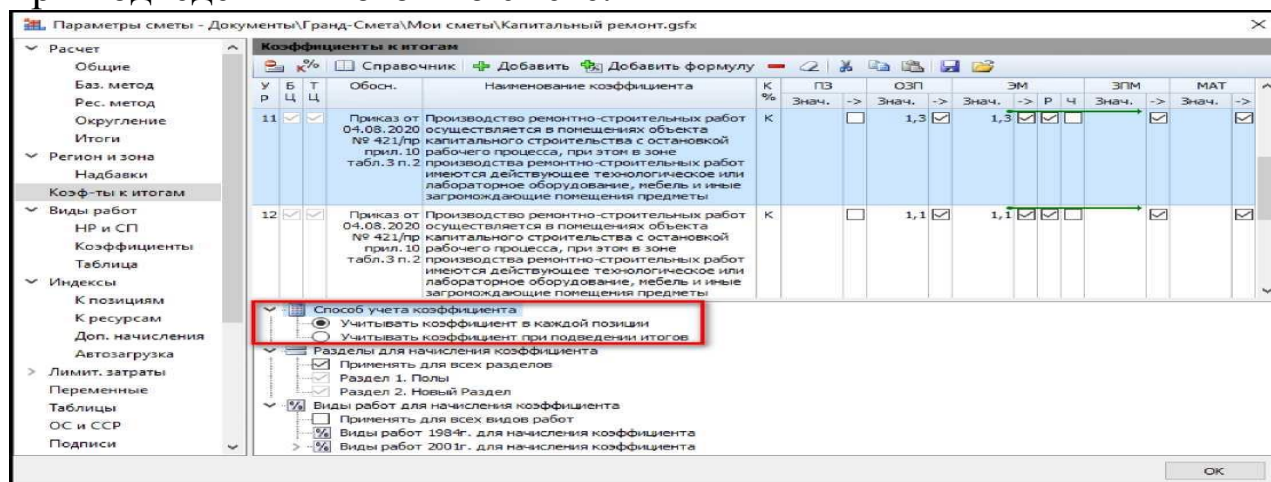 Параметры сметы - Документы\Гранд-Смета\Мои сметы\Капитальный ремонт.gsfx
Расчет
Общие
Баз. метод
Рес. метод
Округление
Итоги
Регион и зона
Надбавки
Коэф-ты к итогам
Виды работ
НР и СП
Коэффициенты
Таблица
Индексы
К позициям
К ресурсам
Доп. начисления
Автозагрузка
Лимит. затраты
Переменные
Таблицы
ОС и ССР
Подписи
Коэффициенты к итогам
Справочник Добавить Добавить формулу
У Р Б Ц Т Ц Обосн. Наименование коэффициента К % ПЗ ОЗП ЭМ ЗПМ МАТ
Знач. -> Знач. -> Знач. -> Р Ч Знач. -> Знач. ->
11 Приказ от Производство ремонтно-строительных работ К 1,3 1,3
04.08.2020 осуществляется в помещениях объекта
№ 421/пр капитального строительства с остановкой
прил. 10 рабочего процесса, при этом в зоне
табл.3 п.2 производства ремонтно-строительных работ
имеются действующее технологическое или
лабораторное оборудование, мебель и иные
загромождающие помещения предметы
12 Приказ от Производство ремонтно-строительных работ К 1,1 1,1
04.08.2020 осуществляется в помещениях объекта
№ 421/пр капитального строительства с остановкой
прил. 10 рабочего процесса, при этом в зоне
табл.3 п.2 производства ремонтно-строительных работ
имеются действующее технологическое или
лабораторное оборудование, мебель и иные
загромождающие помещения предметы
Способ учета коэффициента
Учитывать коэффициент в каждой позиции
Учитывать коэффициент при подведении итогов
Разделы для начисления коэффициента
Применять для всех разделов
Раздел 1. Полы
Раздел 2. Новый Раздел
Виды работ для начисления коэффициента
Применять для всех видов работ
Виды работ 1984г. для начисления коэффициента
Виды работ 2001г. для начисления коэффициента
ОК